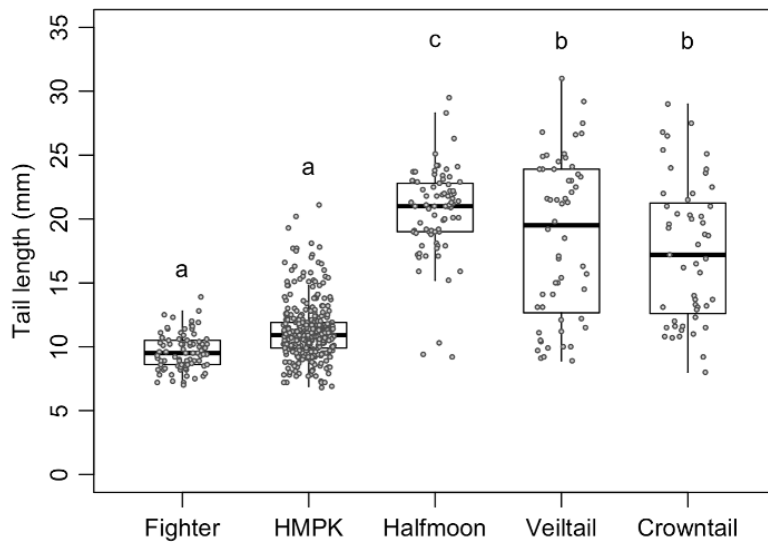 35
30
25
20
15
10
5
0
Tail length (mm)
a
a
c
b
b
Fighter
HMPK
Halfmoon
Veiltail
Crowntail